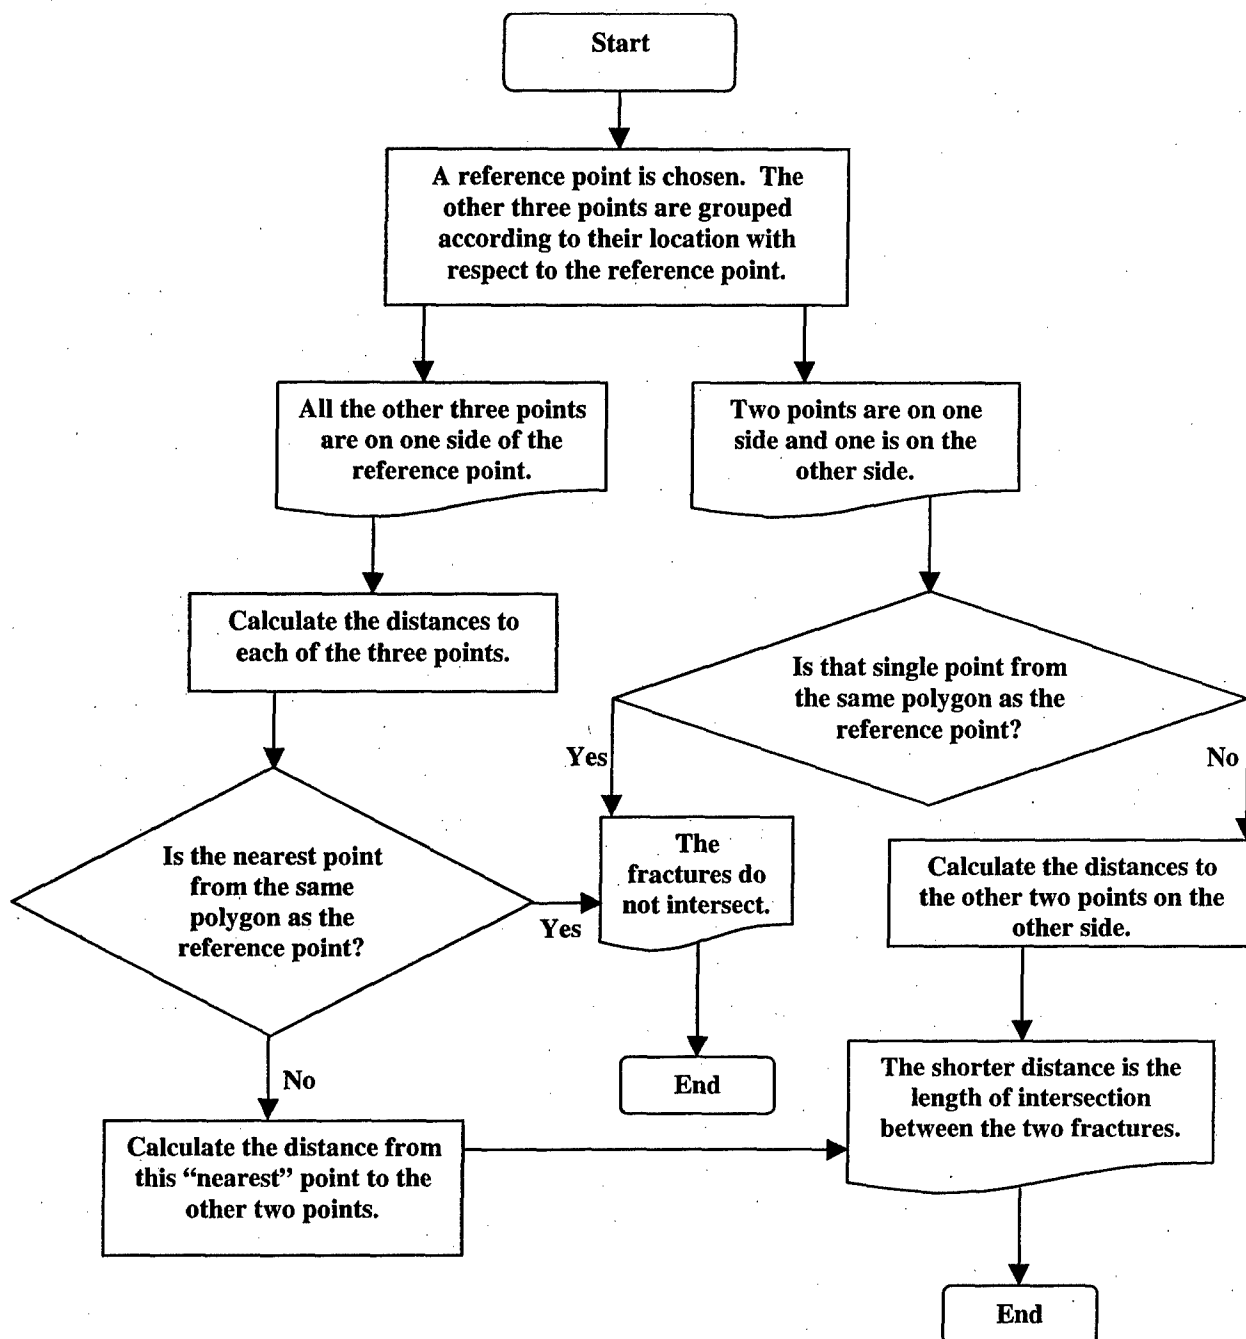 Start
A reference point is chosen. The
other three points are grouped
according to their location with
respect to the reference point.
All the other three points
are on one side of the
reference point.
Two points are on one
side and one is on the
other side.
Calculate the distances to
each of the three points.
Is that single point from
the same polygon as the
reference point?
Yes
No
Is the nearest point
from the same
polygon as the
reference point?
Yes
The
fractures do
not intersect.
Calculate the distances to
the other two points on the
other side.
No
End
The shorter distance is the
length of intersection
between the two fractures.
Calculate the distance from
this “nearest” point to the
other two points.
End